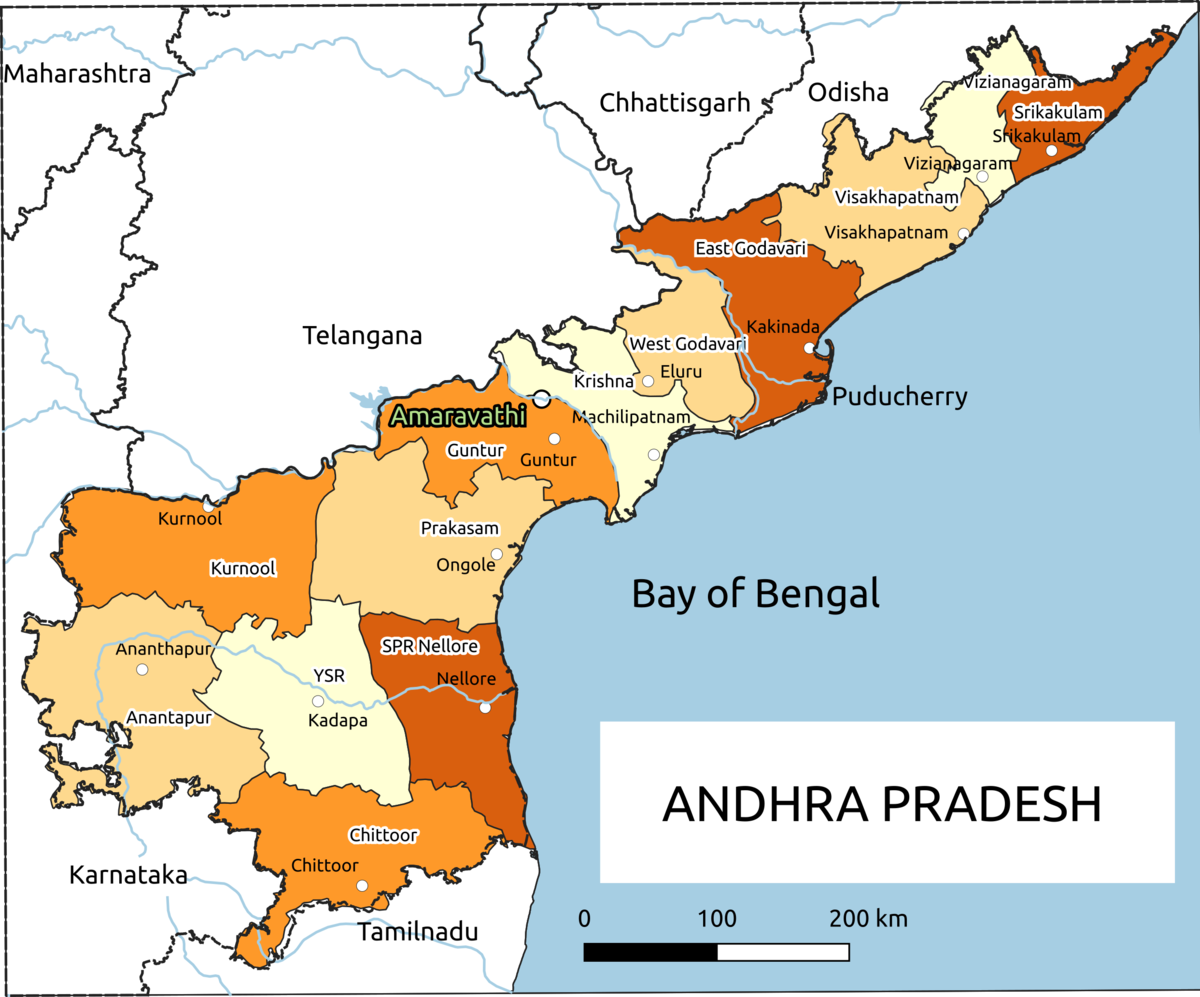 Maharashtra
Chhattisgarh
Odisha
Vizianagaram
Srikakulam
Srikakulam
Vizianagaram
Visakhapatnam
Visakhapatnam
East Godavari
Kakinada
Telangana
West Godavari
Eluru
Krishna
Puducherry
Amaravathi
Machilipatnam
Guntur
Guntur
Kurnool
Prakasam
Ongole
Kurnool
Bay of Bengal
Ananthapur
SPR Nellore
YSR
Nellore
Anantapur
Kadapa
ANDHRA PRADESH
Chittoor
Chittoor
Karnataka
Tamilnadu
0 100 200 km